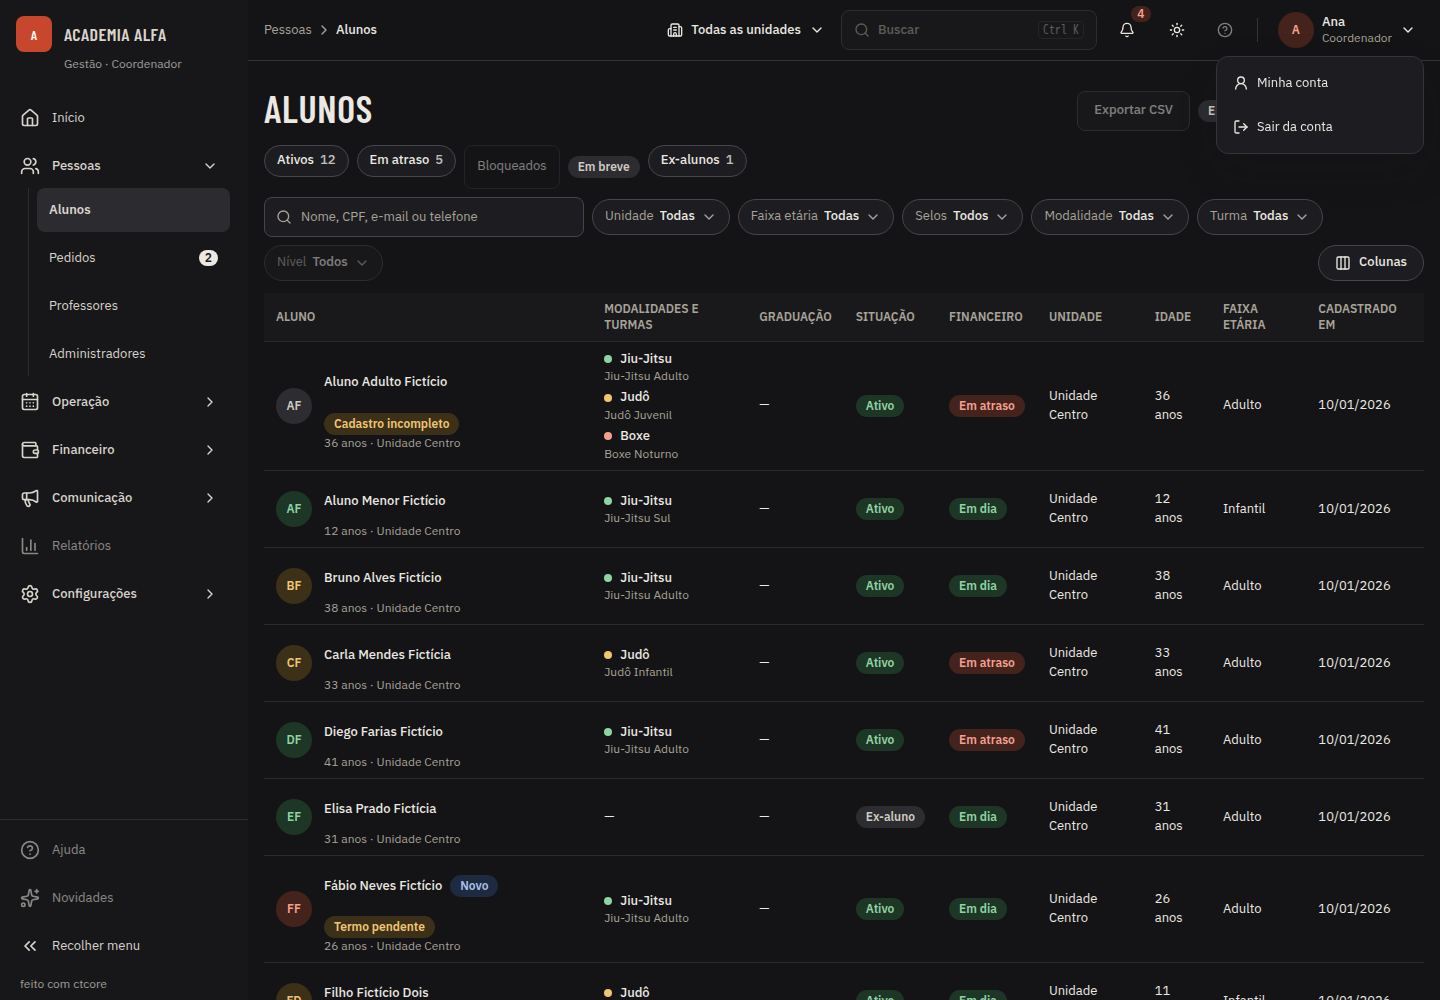 A
ACADEMIA ALFA
Gestão · Coordenador
Início
Pessoas
Alunos
Pedidos 2
Professores
Administradores
Operação
Financeiro
Comunicação
Relatórios
Configurações
Ajuda
Novidades
Recolher menu
feito com ctcore
Pessoas Alunos
Todas as unidades
Buscar Ctrl K
4
A
Ana
Coordenador
Minha conta
Sair da conta
ALUNOS
Exportar CSV
Ativos 12 Em atraso 5 Bloqueados Em breve Ex-alunos 1
Nome, CPF, e-mail ou telefone Unidade Todas Faixa etária Todas Selos Todos Modalidade Todas Turma Todas
Nível Todos Colunas
ALUNO MODALIDADES E TURMAS GRADUAÇÃO SITUAÇÃO FINANCEIRO UNIDADE IDADE FAIXA ETÁRIA CADASTRADO EM
AF Aluno Adulto Fictício
Cadastro incompleto
36 anos · Unidade Centro
Jiu-Jitsu
Jiu-Jitsu Adulto
Judô
Judô Juvenil
Boxe
Boxe Noturno
— Ativo Em atraso Unidade Centro 36 anos Adulto 10/01/2026
AF Aluno Menor Fictício
12 anos · Unidade Centro
Jiu-Jitsu
Jiu-Jitsu Sul
— Ativo Em dia Unidade Centro 12 anos Infantil 10/01/2026
BF Bruno Alves Fictício
38 anos · Unidade Centro
Jiu-Jitsu
Jiu-Jitsu Adulto
— Ativo Em dia Unidade Centro 38 anos Adulto 10/01/2026
CF Carla Mendes Fictícia
33 anos · Unidade Centro
Judô
Judô Infantil
— Ativo Em atraso Unidade Centro 33 anos Adulto 10/01/2026
DF Diego Farias Fictício
41 anos · Unidade Centro
Jiu-Jitsu
Jiu-Jitsu Adulto
— Ativo Em atraso Unidade Centro 41 anos Adulto 10/01/2026
EF Elisa Prado Fictícia
31 anos · Unidade Centro
— — Ex-aluno Em dia Unidade Centro 31 anos Adulto 10/01/2026
FF Fábio Neves Fictício Novo
Termo pendente
26 anos · Unidade Centro
Jiu-Jitsu
Jiu-Jitsu Adulto
— Ativo Em dia Unidade Centro 26 anos Adulto 10/01/2026
Filho Fictício Dois
Judô
Ativo Em dia Unidade 11 Infantil 10/01/2026